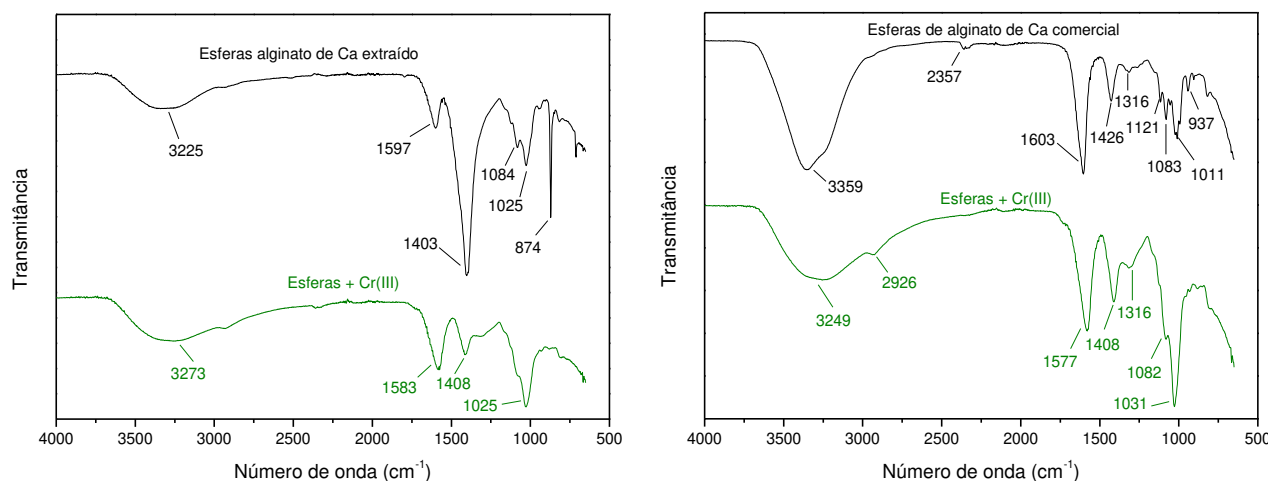 Esferas alginato de Ca extraído
3225
1597
1403
1084
1025
874
Esferas + Cr(III)
3273
1583
1408
1025
Transmitância
4000 3500 3000 2500 2000 1500 1000 500
Número de onda (cm⁻¹)
Esferas de alginato de Ca comercial
2357
3359
1603
1426
1316
1121
1083
1011
937
Esferas + Cr(III)
2926
3249
1577
1408
1316
1082
1031
Transmitância
4000 3500 3000 2500 2000 1500 1000 500
Número de onda (cm⁻¹)